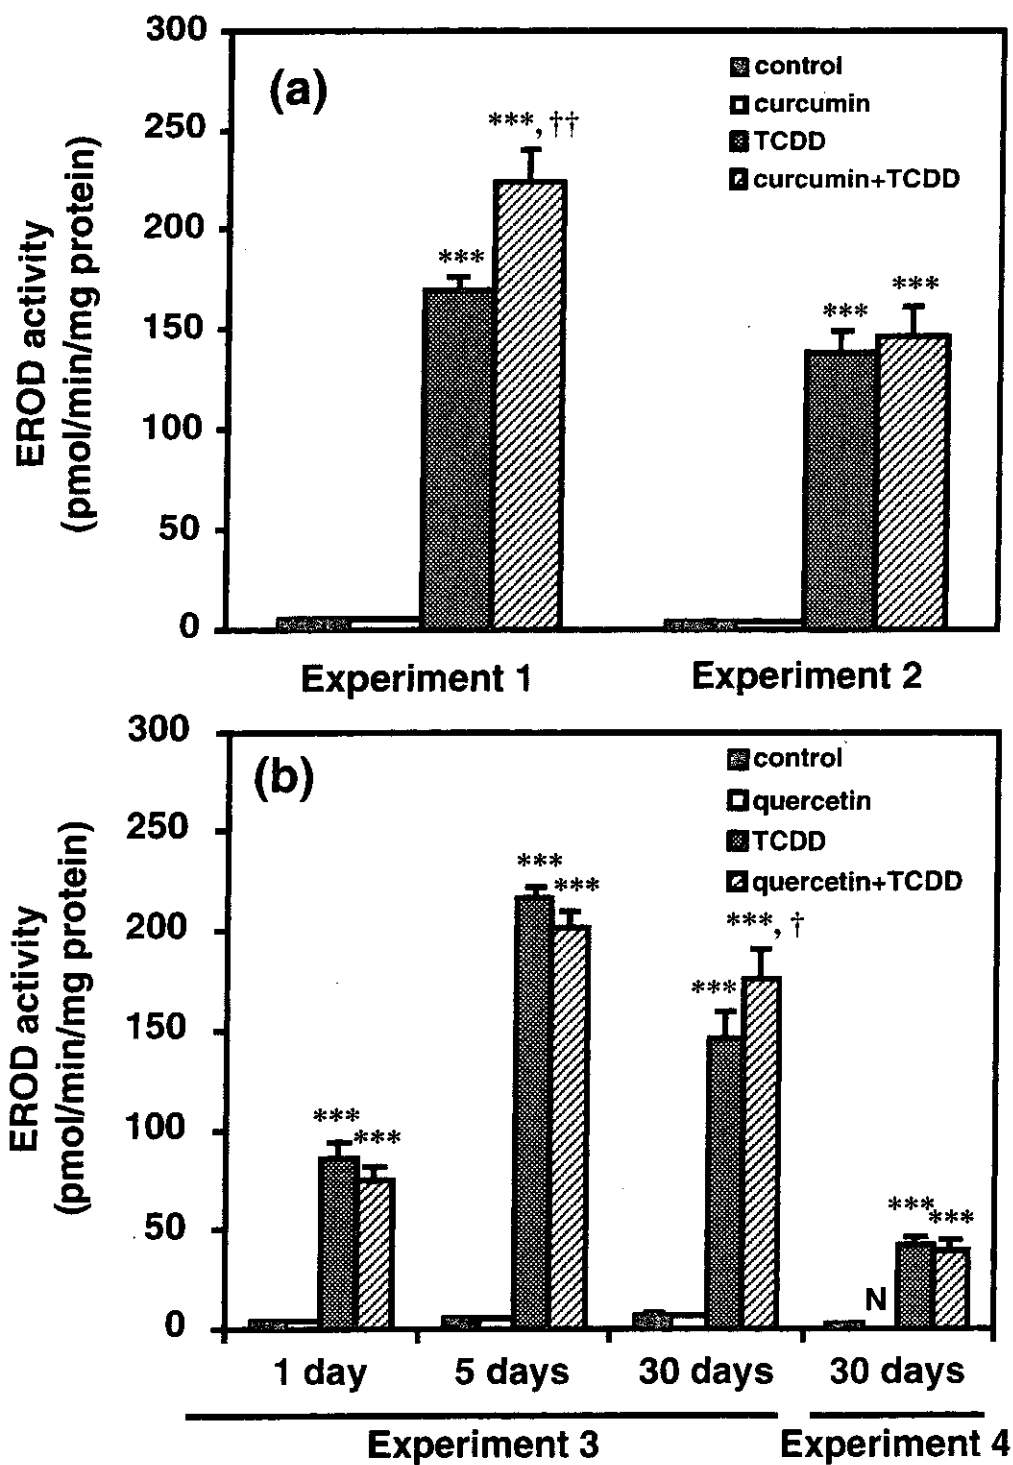 300
250
200
150
100
50
0
EROD activity
(pmol/min/mg protein)
(a)
control
curcumin
TCDD
curcumin+TCDD
***
***, ††
***
***
Experiment 1
Experiment 2
300
250
200
150
100
50
0
EROD activity
(pmol/min/mg protein)
(b)
control
quercetin
TCDD
quercetin+TCDD
***
***
***
***
***
***, †
N
***
***
1 day
5 days
30 days
30 days
Experiment 3
Experiment 4